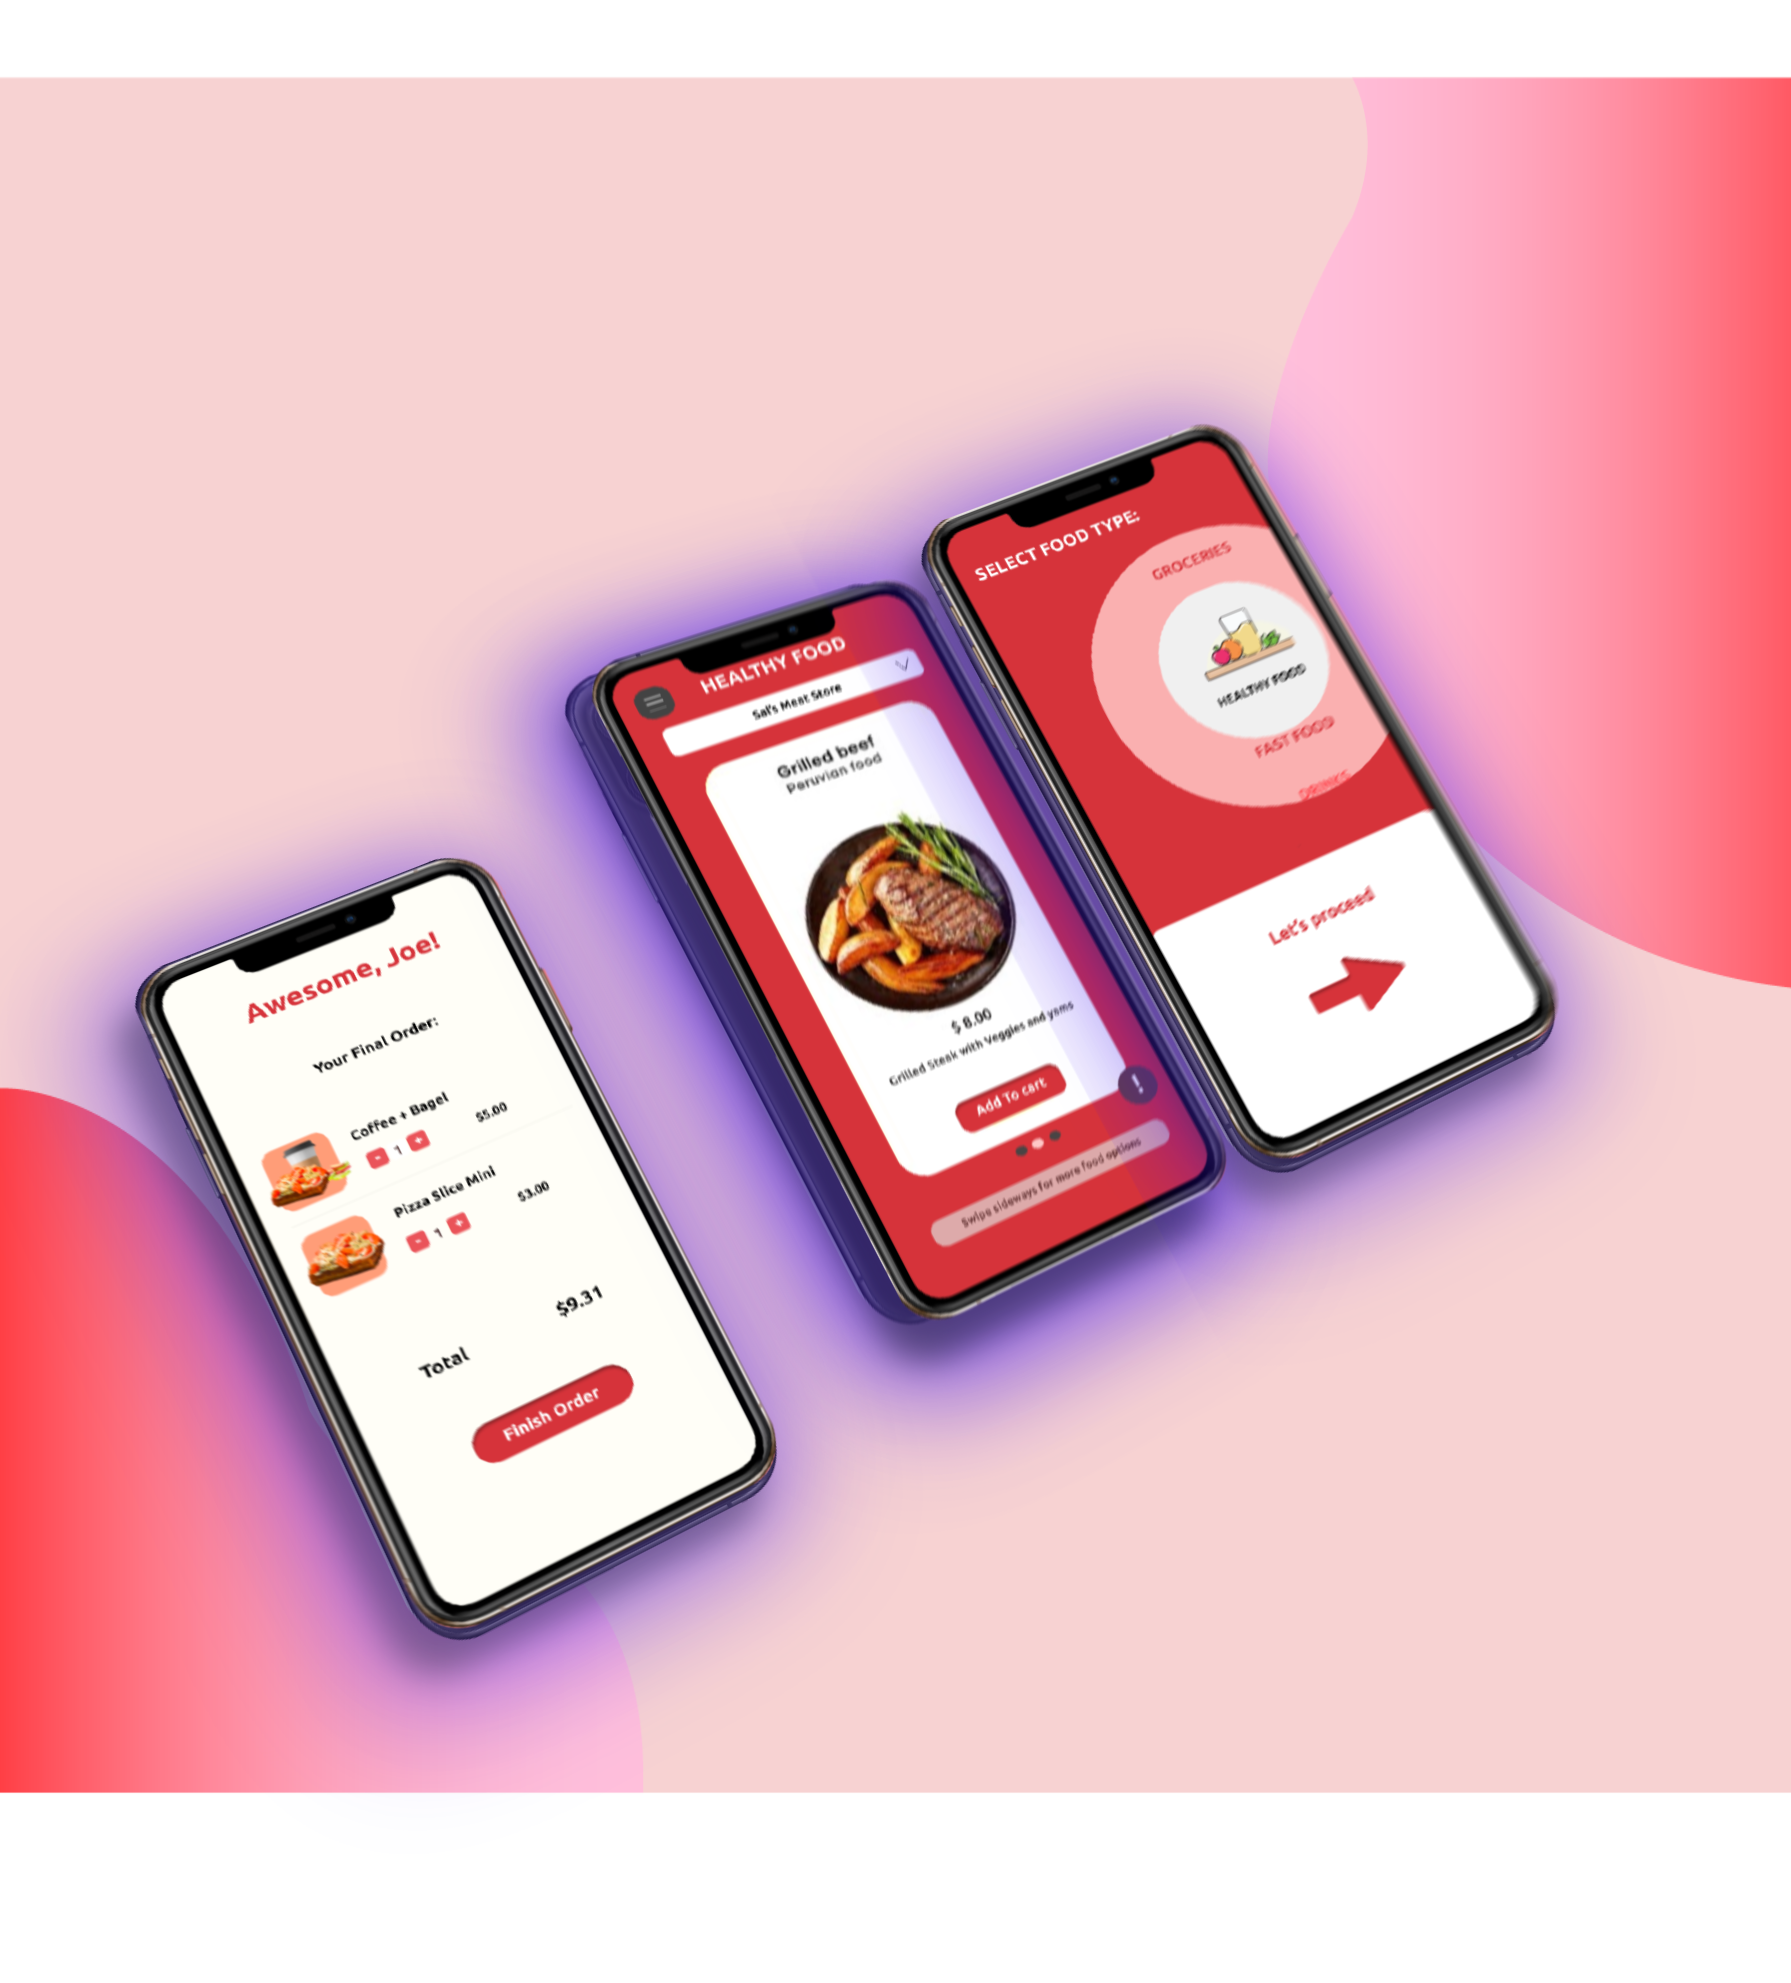 Awesome, Joe!
Your Final Order:
Coffee + Bagel
$5.00
- 1 +
Pizza Slice Mini
$3.00
- 1 +
$9.31
Total
Finish Order
HEALTHY FOOD
Sal's Meat Store
Grilled beef
Peruvian food
$ 8.00
Grilled Steak with Veggies and yams
Add To cart
!
Swipe sideways for more food options
SELECT FOOD TYPE:
GROCERIES
HEALTHY FOOD
FAST FOOD
DRINKS
Let's proceed